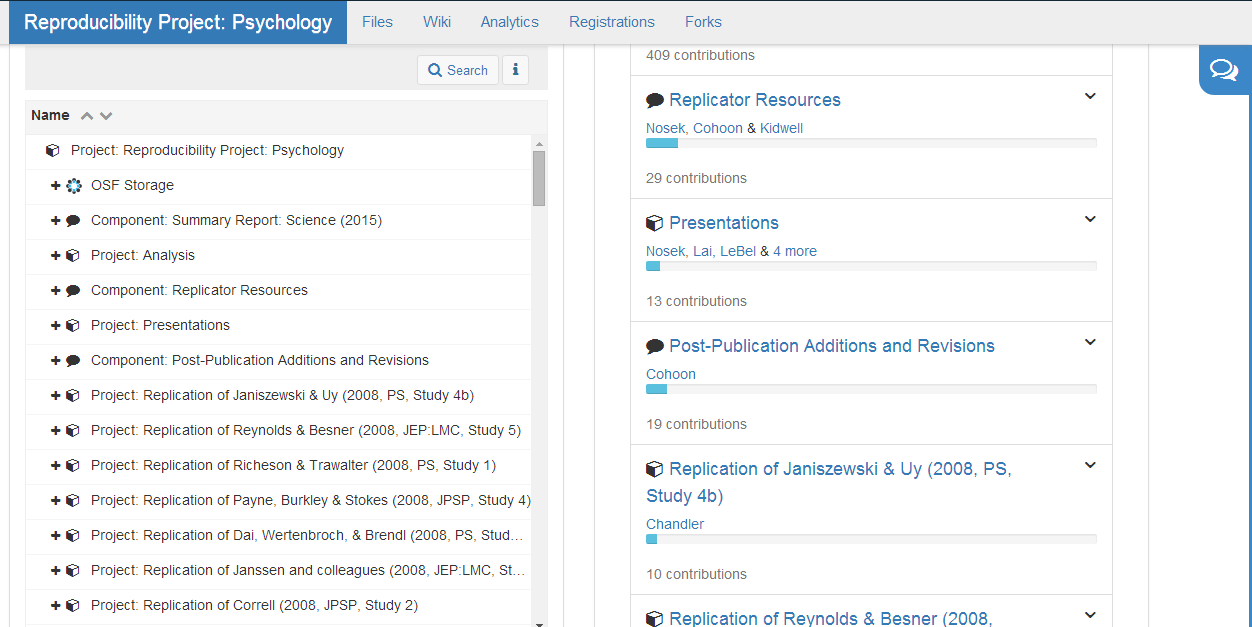 Reproducibility Project: Psychology
Files
Wiki
Analytics
Registrations
Forks
Search
Name
Project: Reproducibility Project: Psychology
OSF Storage
Component: Summary Report: Science (2015)
Project: Analysis
Component: Replicator Resources
Project: Presentations
Component: Post-Publication Additions and Revisions
Project: Replication of Janiszewski & Uy (2008, PS, Study 4b)
Project: Replication of Reynolds & Besner (2008, JEP:LMC, Study 5)
Project: Replication of Richeson & Trawalter (2008, PS, Study 1)
Project: Replication of Payne, Burkley & Stokes (2008, JPSP, Study 4)
Project: Replication of Dai, Wertenbroch, & Brendl (2008, PS, Stud...
Project: Replication of Janssen and colleagues (2008, JEP:LMC, St...
Project: Replication of Correll (2008, JPSP, Study 2)
409 contributions
Replicator Resources
Nosek, Cohoon & Kidwell
29 contributions
Presentations
Nosek, Lai, LeBel & 4 more
13 contributions
Post-Publication Additions and Revisions
Cohoon
19 contributions
Replication of Janiszewski & Uy (2008, PS,
Study 4b)
Chandler
10 contributions
Replication of Reynolds & Besner (2008,